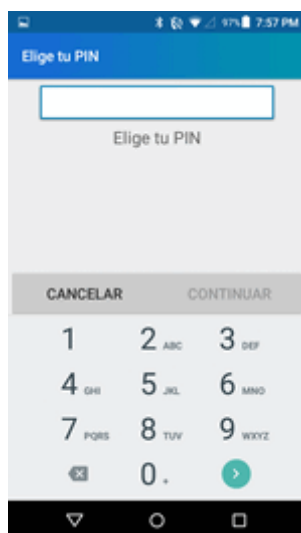 97% 7:57 PM
Elige tu PIN
Elige tu PIN
CANCELAR CONTINUAR
1 2 ABC 3 DEF
4 GHI 5 JKL 6 MNO
7 PQRS 8 TUV 9 WXYZ
0 +